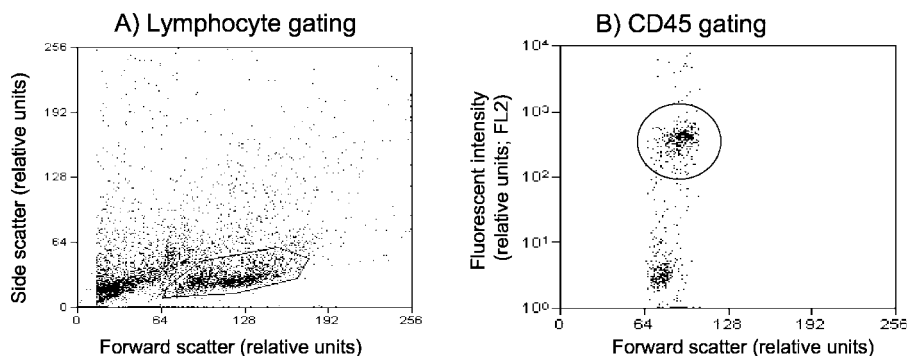 A) Lymphocyte gating
256
192
128
64
0
0
64
128
192
256
Side scatter (relative units)
Forward scatter (relative units)
B) CD45 gating
10⁴
10³
10²
10¹
10⁰
0
64
128
192
256
Fluorescent intensity
(relative units; FL2)
Forward scatter (relative units)